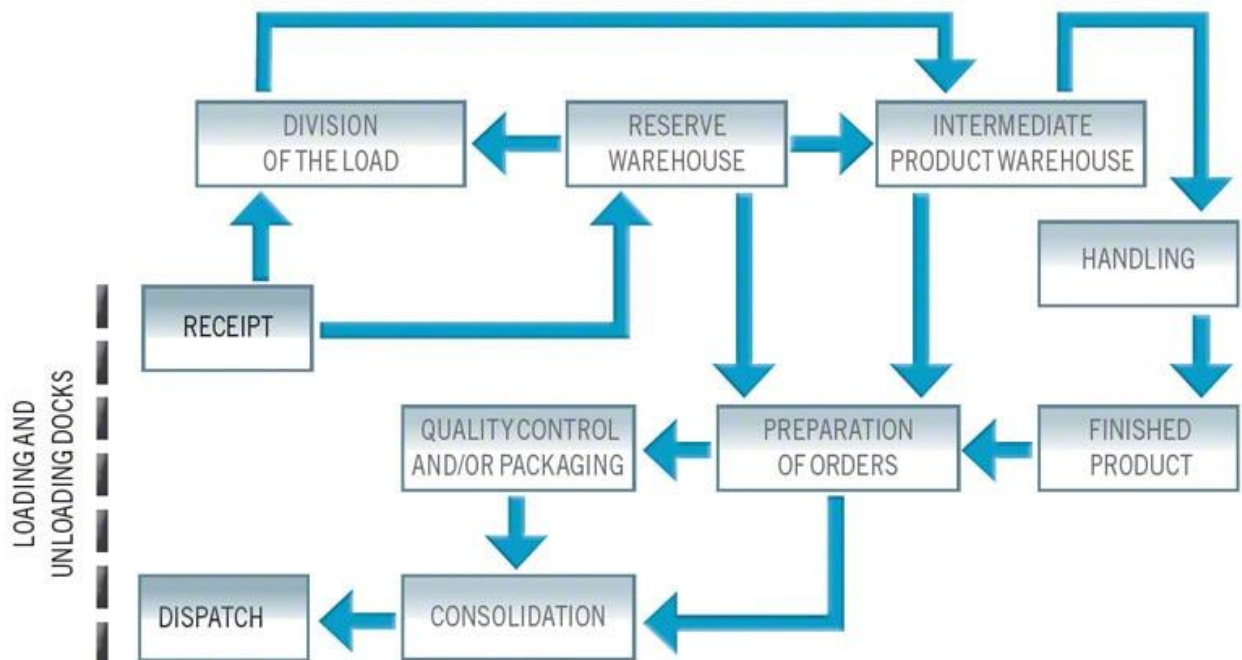 DIVISION
OF THE LOAD
RESERVE
WAREHOUSE
INTERMEDIATE
PRODUCT WAREHOUSE
HANDLING
RECEIPT
LOADING AND
UNLOADING DOCKS
QUALITY CONTROL
AND/OR PACKAGING
PREPARATION
OF ORDERS
FINISHED
PRODUCT
DISPATCH
CONSOLIDATION